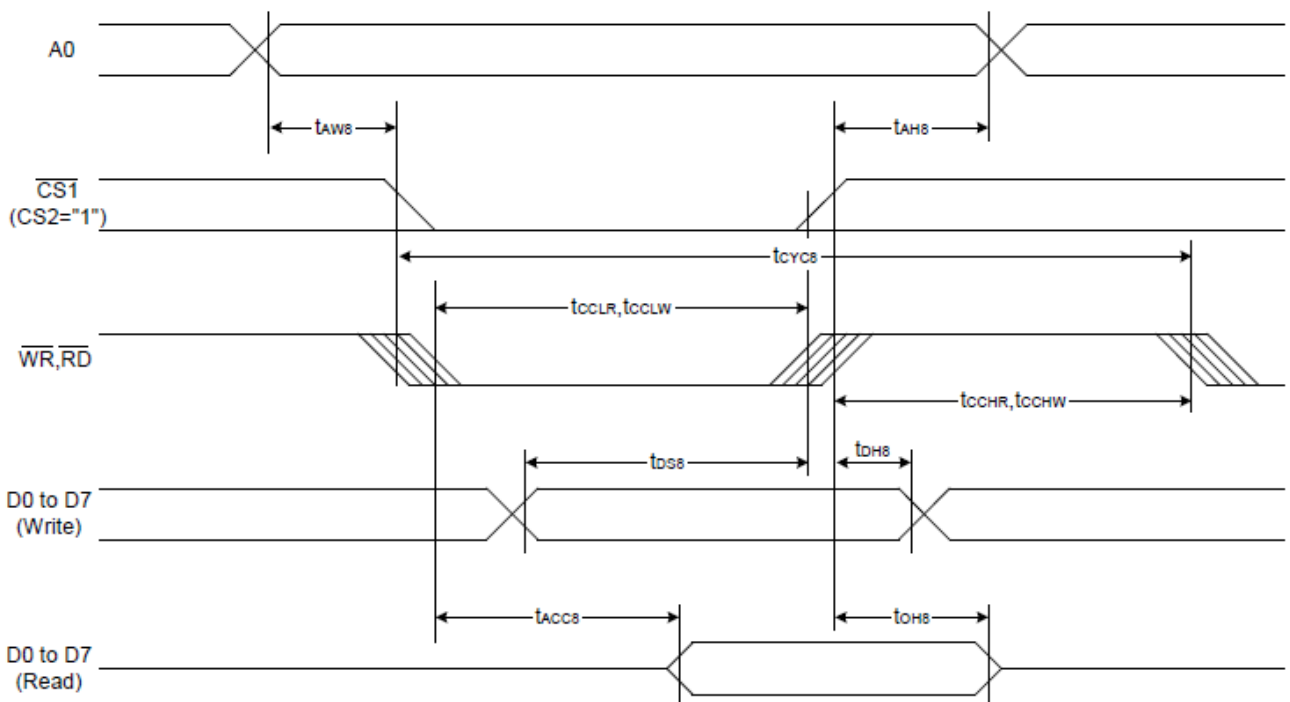 A0
tAW8
tAH8
CS1
(CS2="1")
tCYC8
tCCLR,tCCLW
WR,RD
tCCHR,tCCHW
tDS8
tDH8
D0 to D7
(Write)
tACC8
tOH8
D0 to D7
(Read)